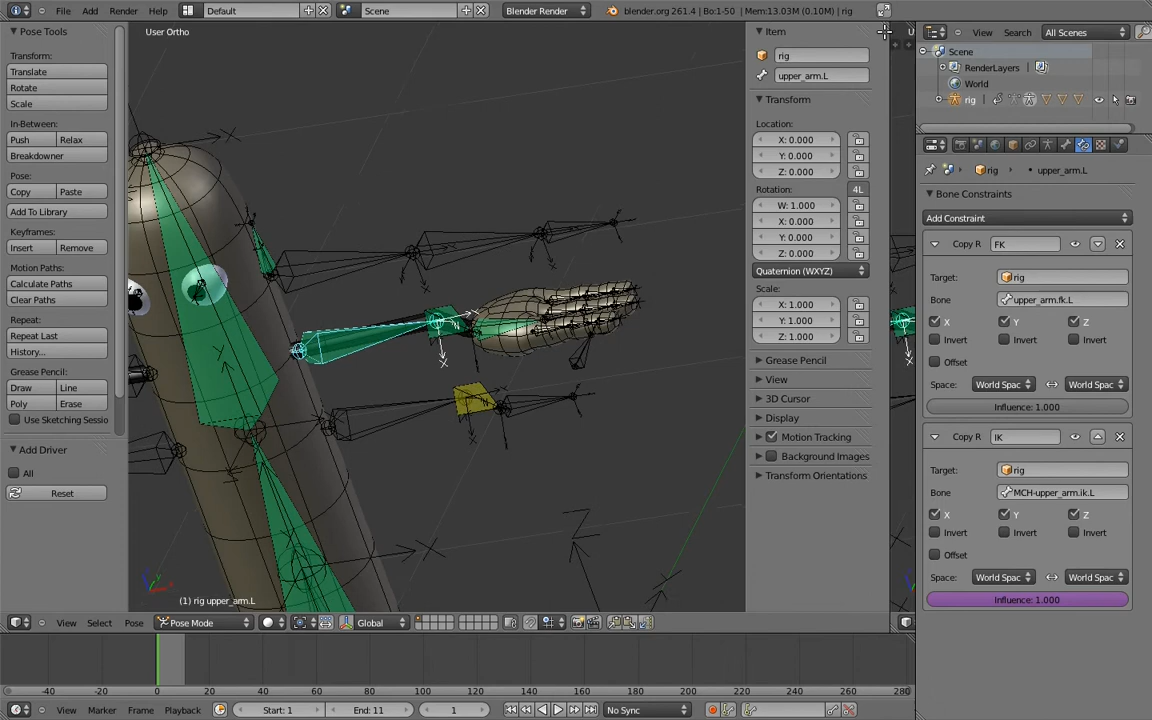 File Add Render Help Default Scene Blender Render blender.org 261.4 | Bo:1-50 | Mem:13.03M (0.10M) | rig
Pose Tools
Transform:
Translate
Rotate
Scale
In-Between:
Push Relax
Breakdowner
Pose:
Copy Paste
Add To Library
Keyframes:
Insert Remove
Motion Paths:
Calculate Paths
Clear Paths
Repeat:
Repeat Last
History...
Grease Pencil:
Draw Line
Poly Erase
Use Sketching Sessio
Add Driver
All
Reset
User Ortho
(1) rig upper_arm.L
View Select Pose Pose Mode Global
Item
rig
upper_arm.L
Transform
Location:
X: 0.000
Y: 0.000
Z: 0.000
Rotation: 4L
W: 1.000
X: 0.000
Y: 0.000
Z: 0.000
Quaternion (WXYZ)
Scale:
X: 1.000
Y: 1.000
Z: 1.000
Grease Pencil
View
3D Cursor
Display
Motion Tracking
Background Images
Transform Orientations
View Search All Scenes
Scene
RenderLayers
World
rig
rig upper_arm.L
Bone Constraints
Add Constraint
Copy R FK
Target: rig
Bone upper_arm.fk.L
X Y Z
Invert Invert Invert
Offset
Space: World Spac World Spac
Influence: 1.000
Copy R IK
Target: rig
Bone MCH-upper_arm.ik.L
X Y Z
Invert Invert Invert
Offset
Space: World Spac World Spac
Influence: 1.000
-40 -20 0 20 40 60 80 100 120 140 160 180 200 220 240 260 280
View Marker Frame Playback Start: 1 End: 11 1 No Sync